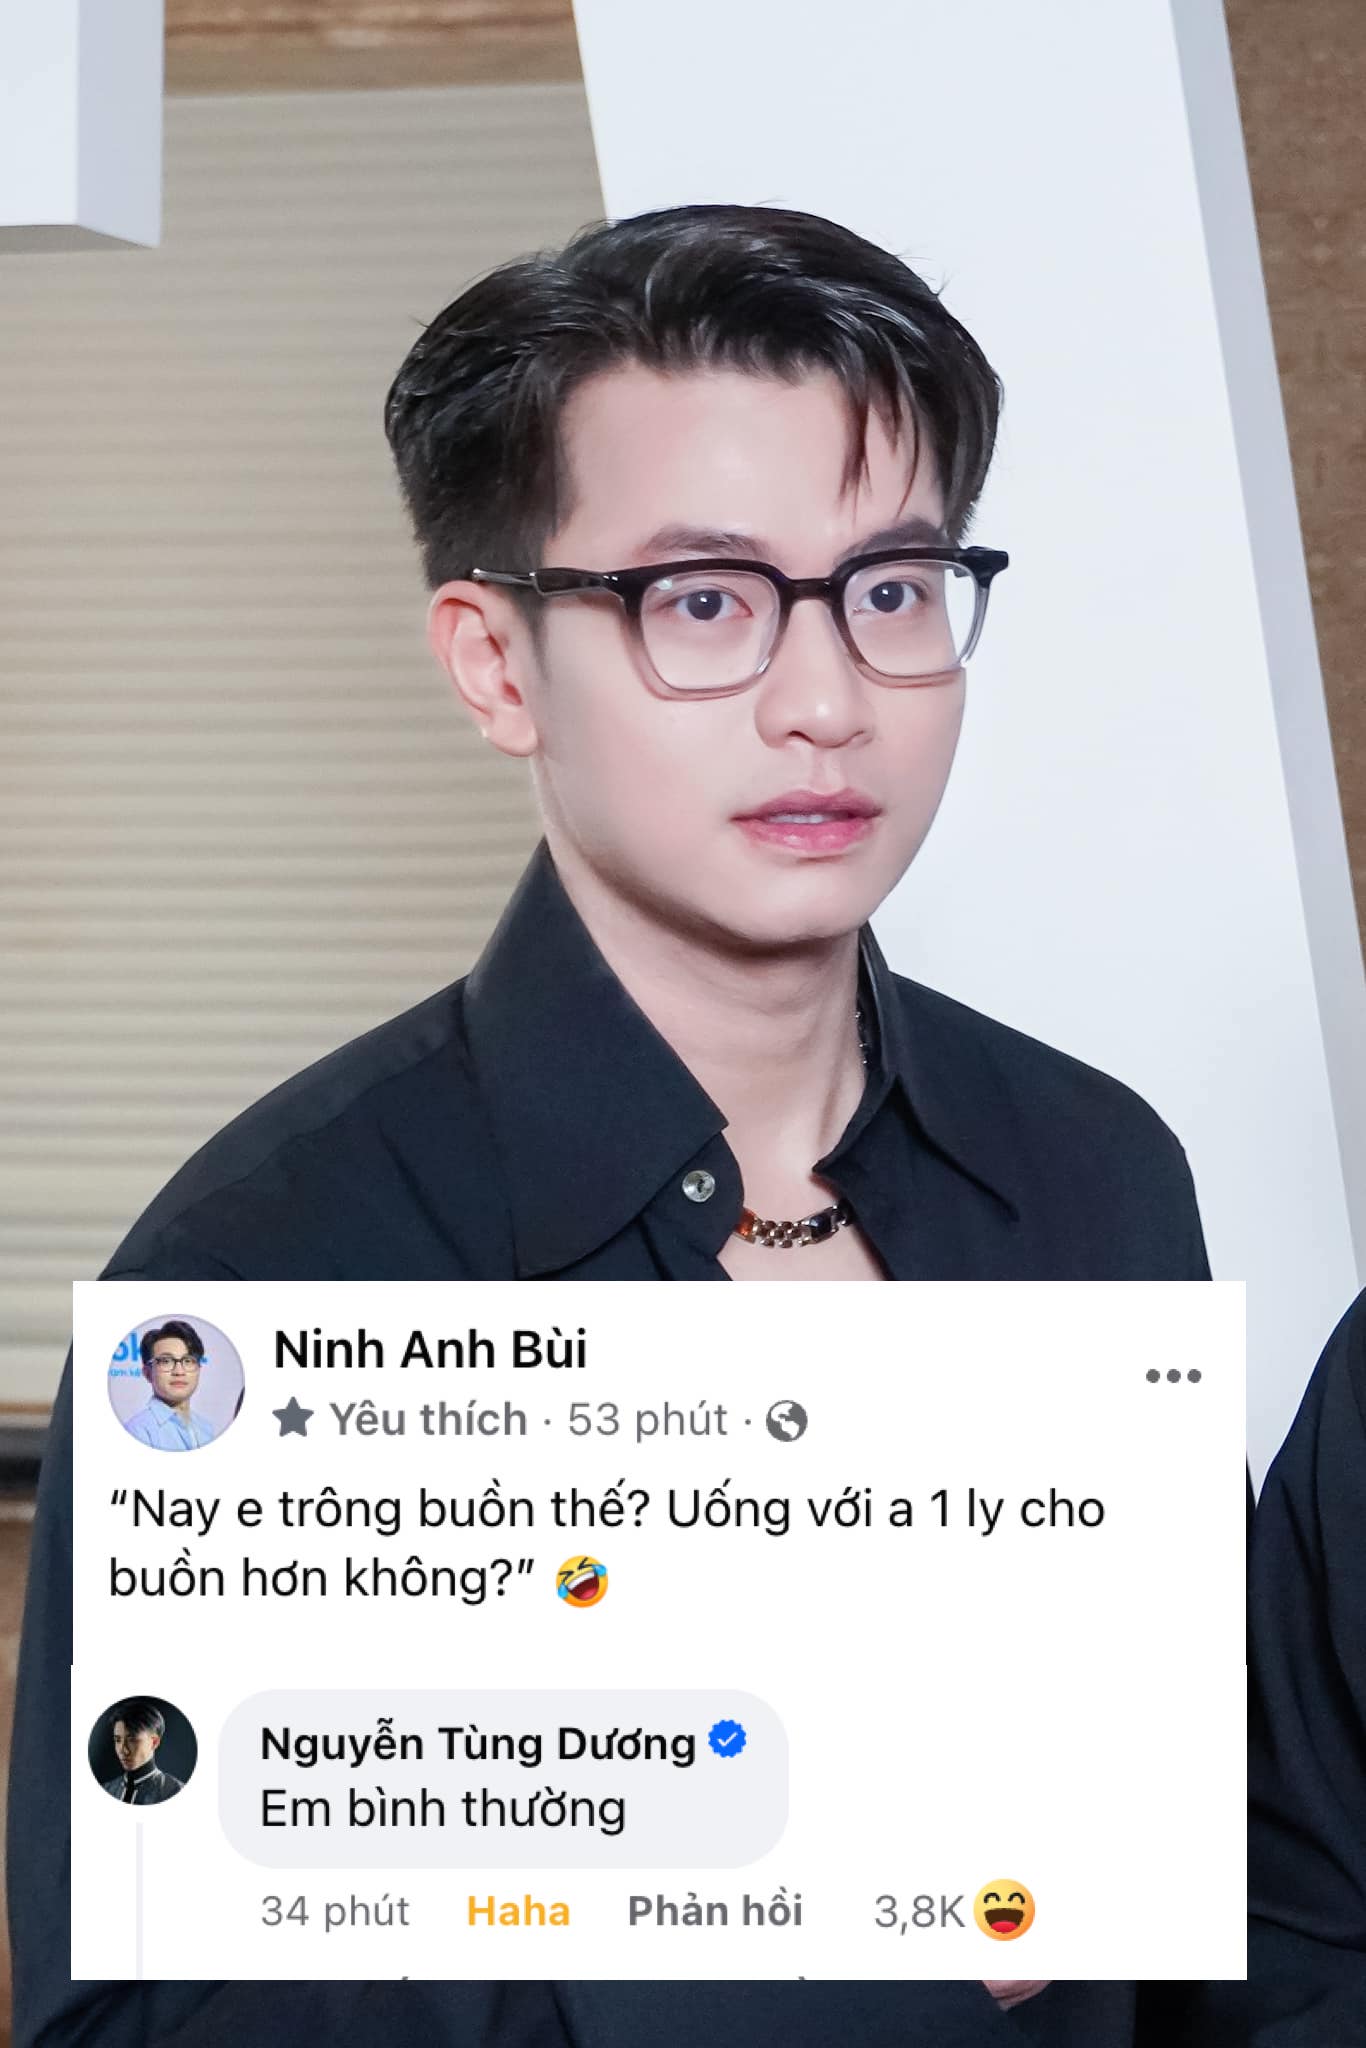 Ninh Anh Bùi
Yêu thích · 53 phút ·
“Nay e trông buồn thế? Uống với a 1 ly cho
buồn hơn không?” 🤣
Nguyễn Tùng Dương
Em bình thường
34 phút Haha Phản hồi 3,8K